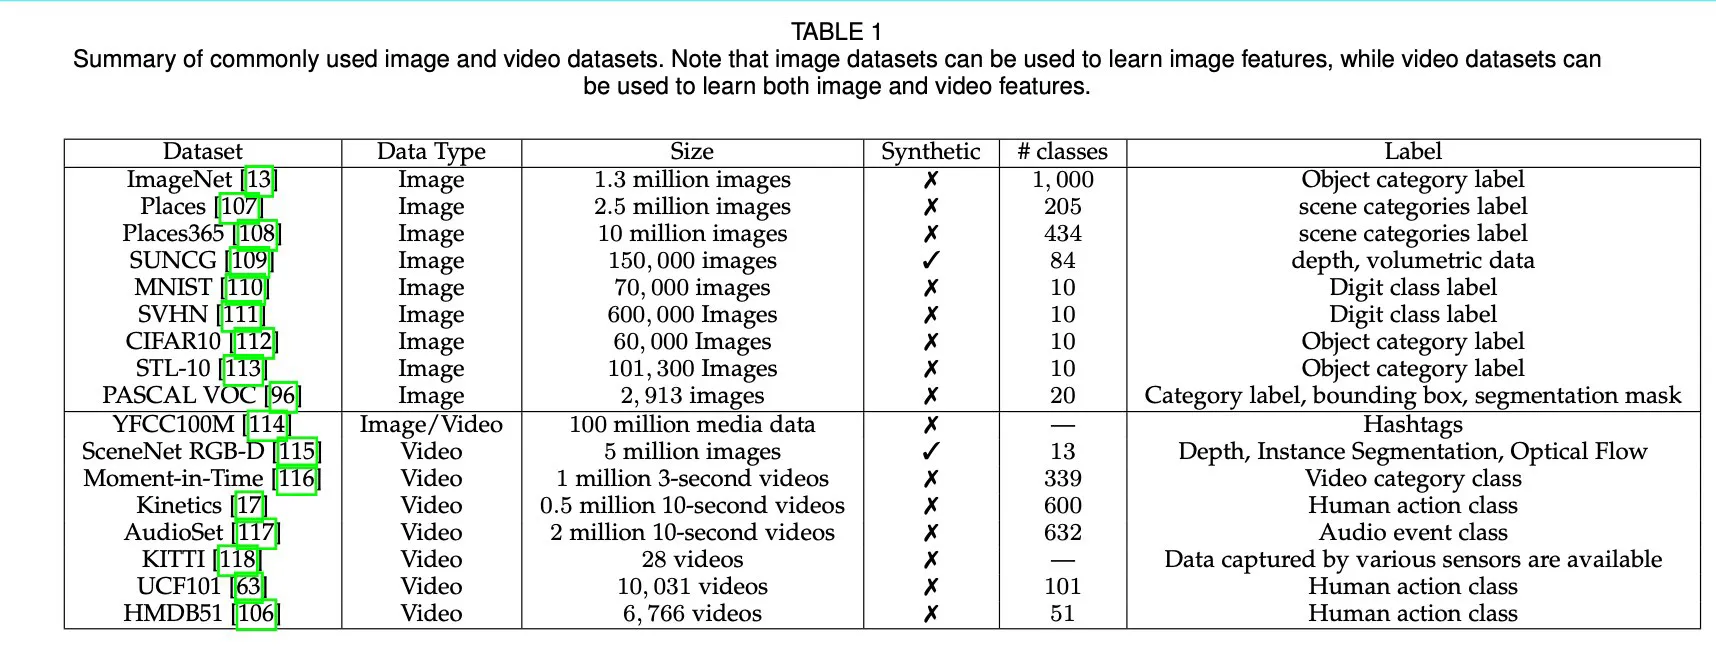 TABLE 1
Summary of commonly used image and video datasets. Note that image datasets can be used to learn image features, while video datasets can
be used to learn both image and video features.
Dataset Data Type Size Synthetic # classes Label
ImageNet [13] Image 1.3 million images ✗ 1, 000 Object category label
Places [107] Image 2.5 million images ✗ 205 scene categories label
Places365 [108] Image 10 million images ✗ 434 scene categories label
SUNCG [109] Image 150, 000 images ✓ 84 depth, volumetric data
MNIST [110] Image 70, 000 images ✗ 10 Digit class label
SVHN [111] Image 600, 000 Images ✗ 10 Digit class label
CIFAR10 [112] Image 60, 000 Images ✗ 10 Object category label
STL-10 [113] Image 101, 300 Images ✗ 10 Object category label
PASCAL VOC [96] Image 2, 913 images ✗ 20 Category label, bounding box, segmentation mask
YFCC100M [114] Image/Video 100 million media data ✗ — Hashtags
SceneNet RGB-D [115] Video 5 million images ✓ 13 Depth, Instance Segmentation, Optical Flow
Moment-in-Time [116] Video 1 million 3-second videos ✗ 339 Video category class
Kinetics [17] Video 0.5 million 10-second videos ✗ 600 Human action class
AudioSet [117] Video 2 million 10-second videos ✗ 632 Audio event class
KITTI [118] Video 28 videos ✗ — Data captured by various sensors are available
UCF101 [63] Video 10, 031 videos ✗ 101 Human action class
HMDB51 [106] Video 6, 766 videos ✗ 51 Human action class